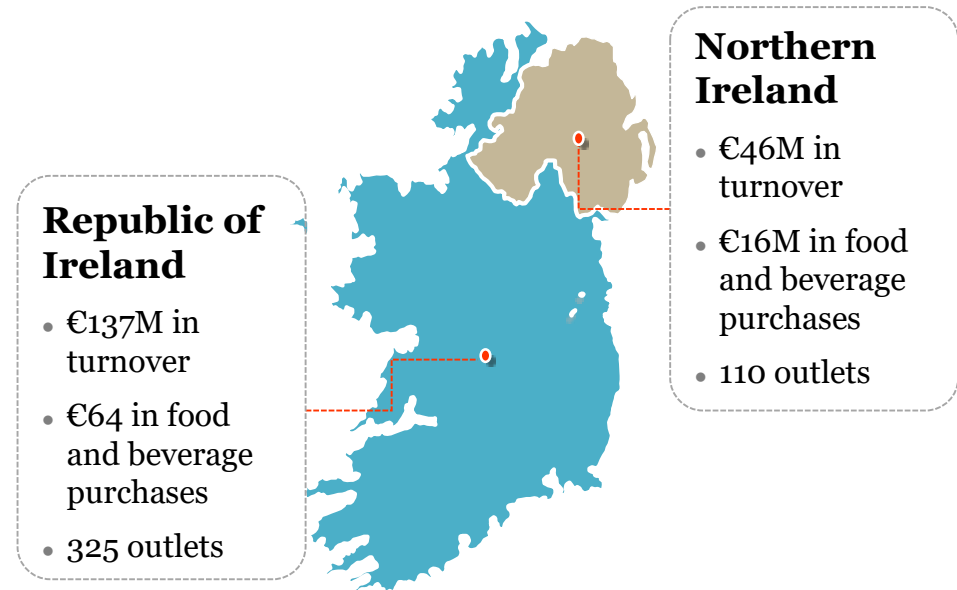 Republic of
Ireland
• €137M in
turnover
• €64 in food
and beverage
purchases
• 325 outlets
Northern
Ireland
• €46M in
turnover
• €16M in food
and beverage
purchases
• 110 outlets